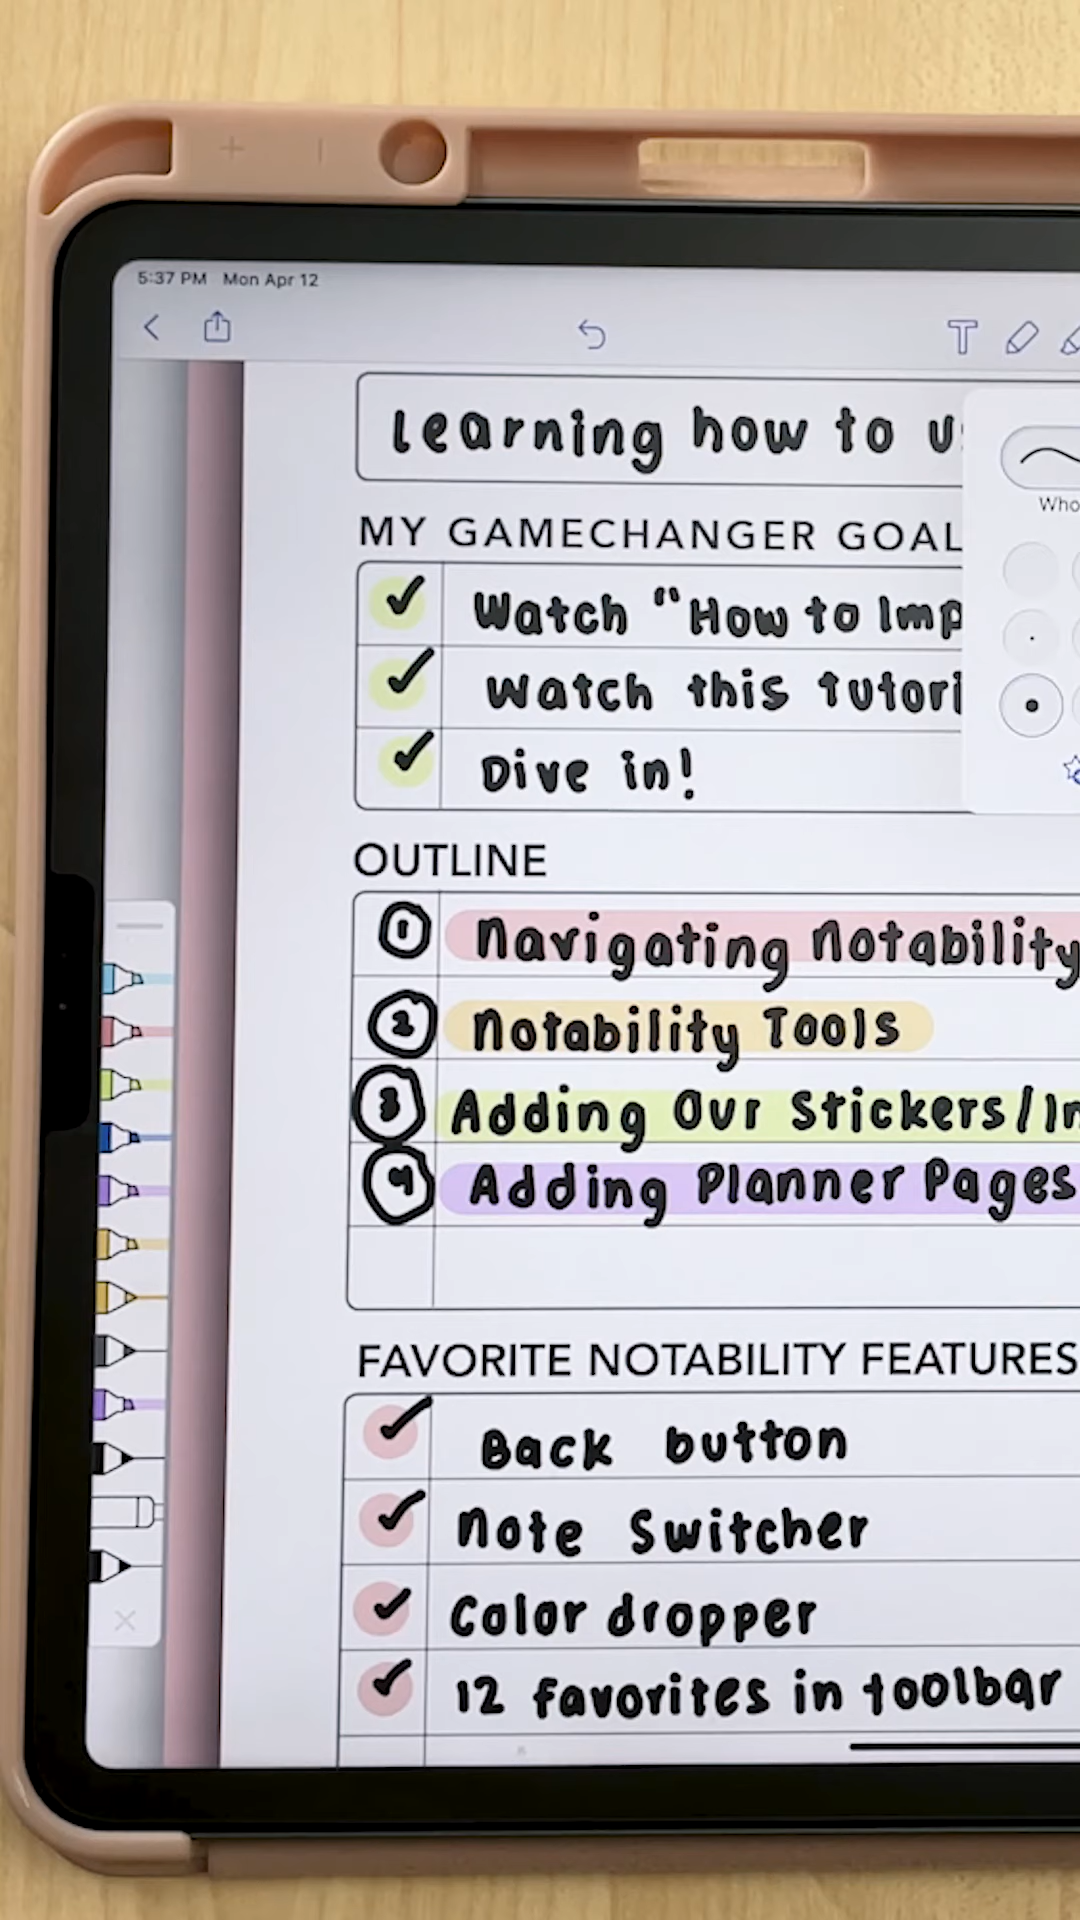 5:37 PM Mon Apr 12
Learning how to u
Who
MY GAMECHANGER GOAL
Watch "How to Imp
Watch this tutori
Dive in!
OUTLINE
1 Navigating Notability
2 Notability Tools
3 Adding Our Stickers/In
4 Adding Planner Pages
FAVORITE NOTABILITY FEATURES
Back button
Note Switcher
Color dropper
12 favorites in toolbar